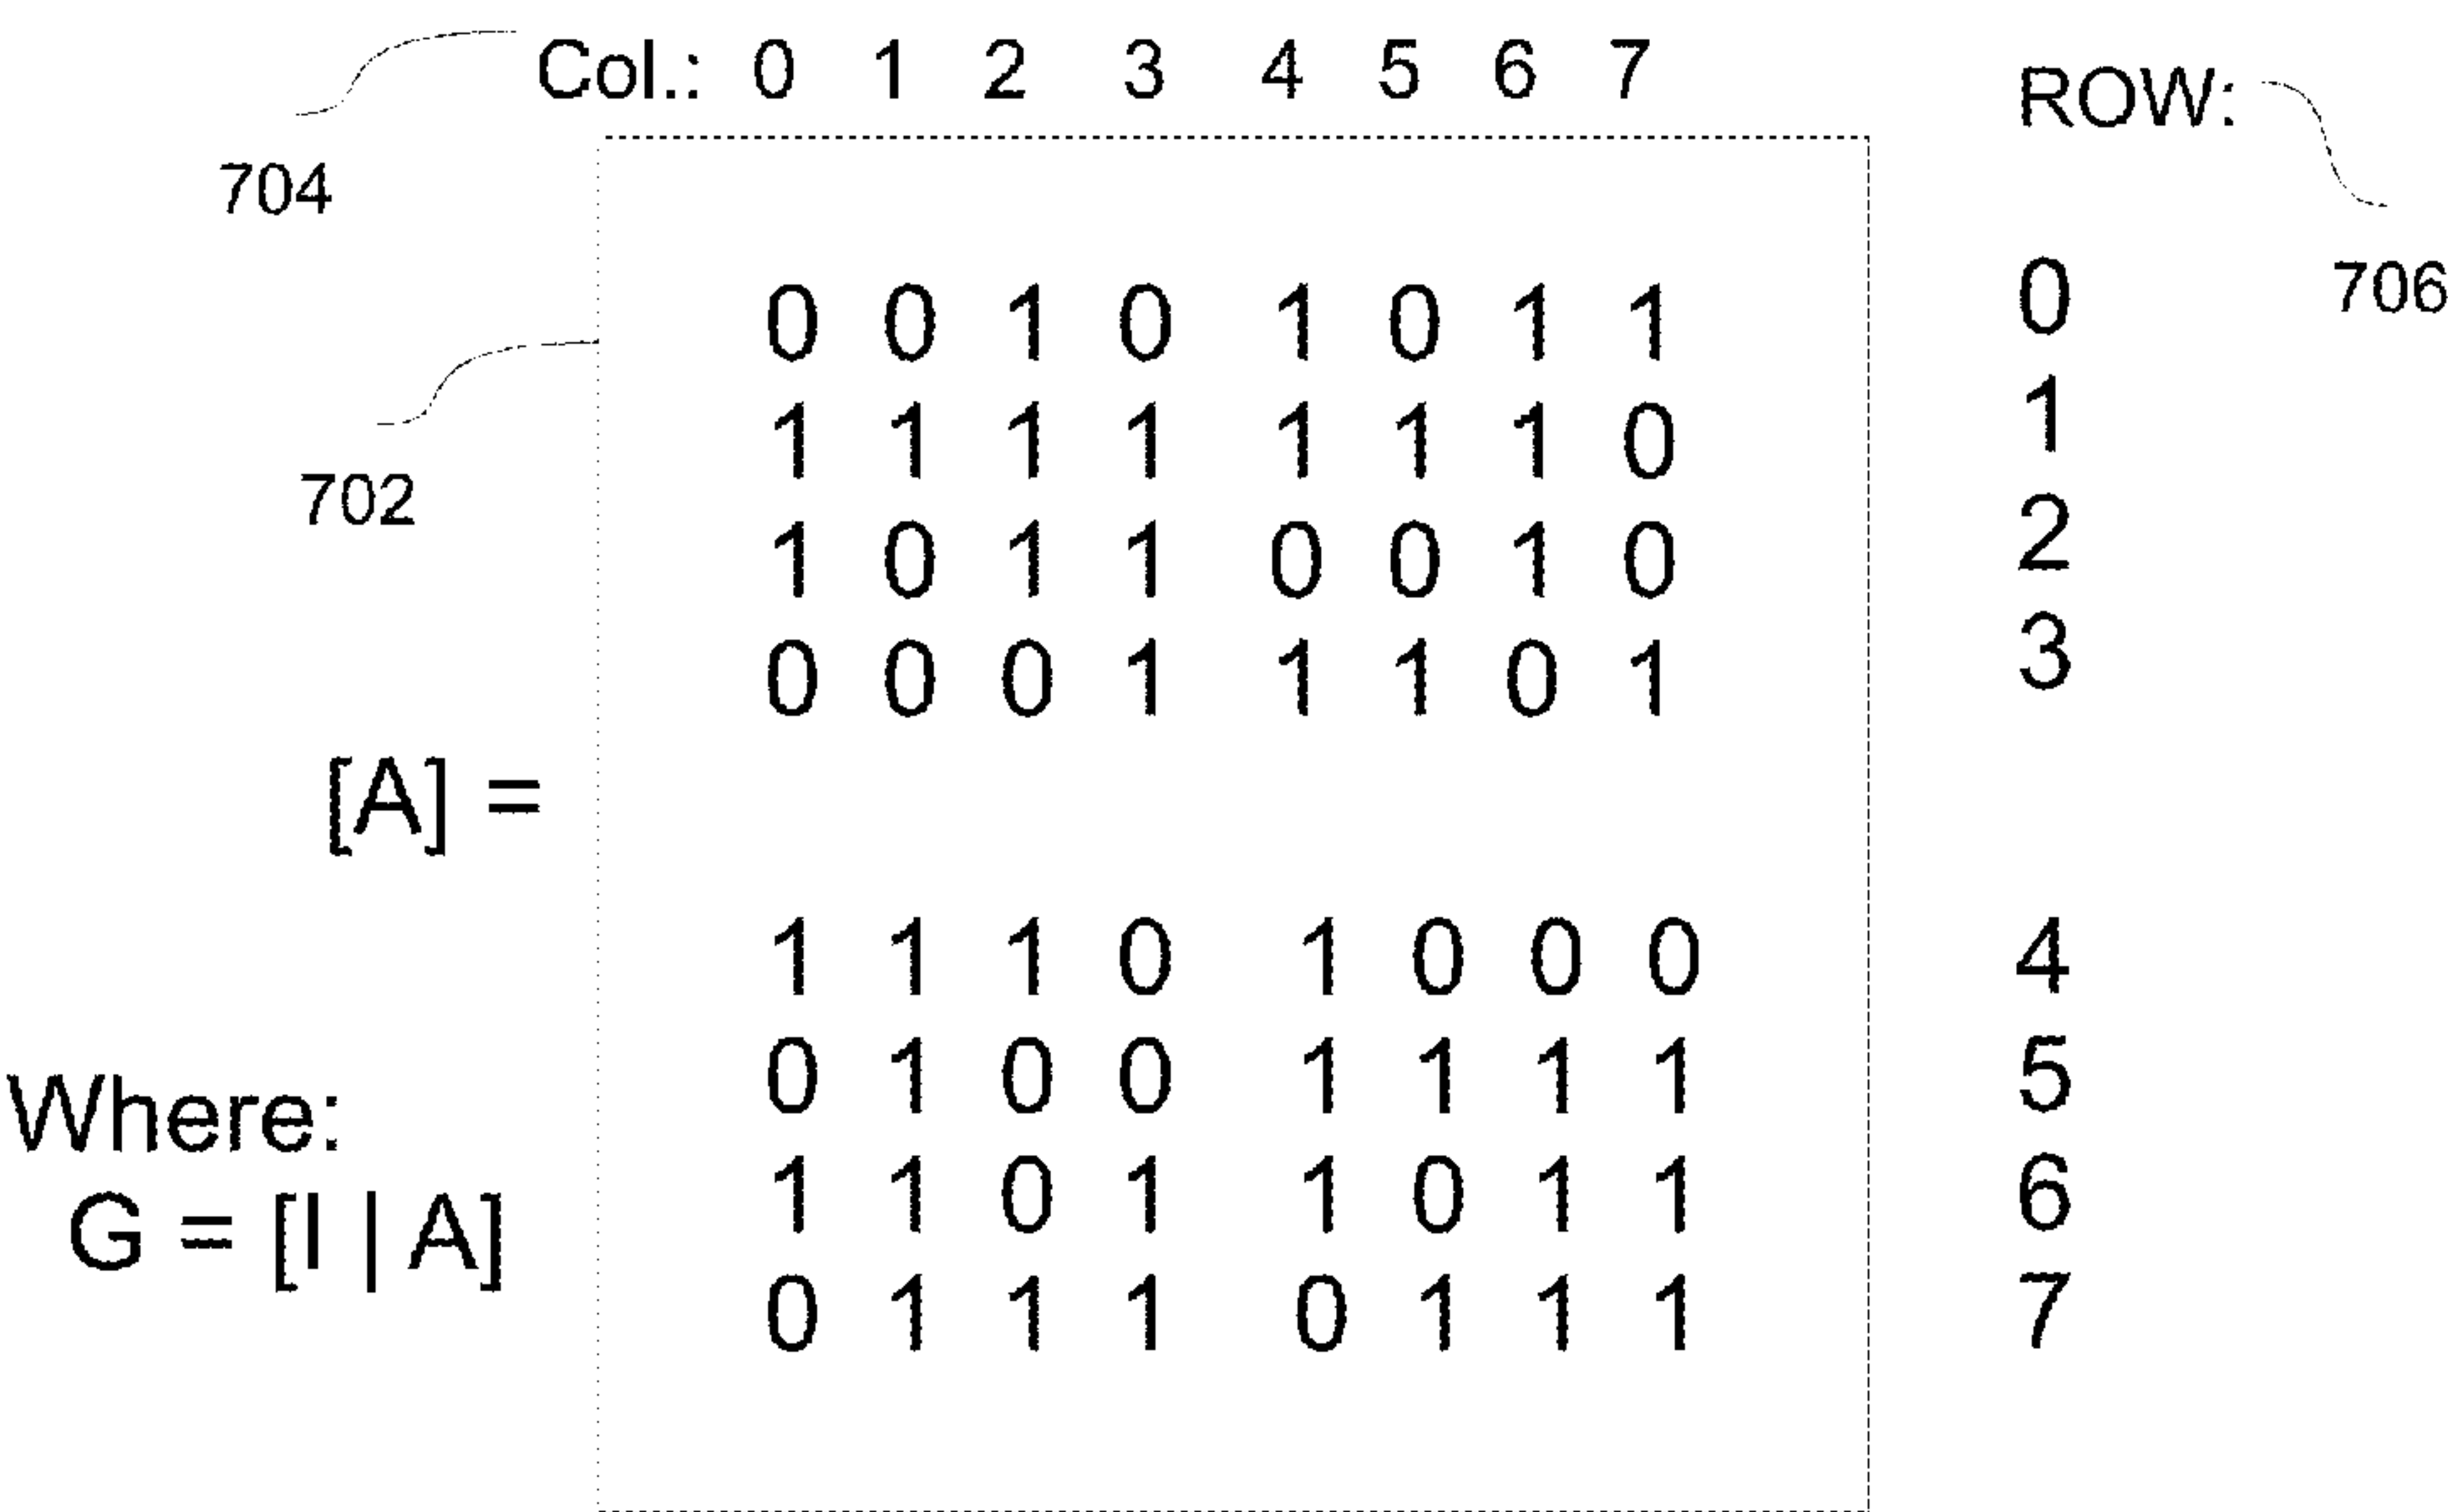 Col.: 0 1 2 3 4 5 6 7 ROW:
704
0 0 1 0 1 0 1 1 0 706
1 1 1 1 1 1 1 0 1
702
1 0 1 1 0 0 1 0 2
0 0 0 1 1 1 0 1 3
[A] =
1 1 1 0 1 0 0 0 4
0 1 0 0 1 1 1 1 5
Where:
1 1 0 1 1 0 1 1 6
G = [I | A]
0 1 1 1 0 1 1 1 7